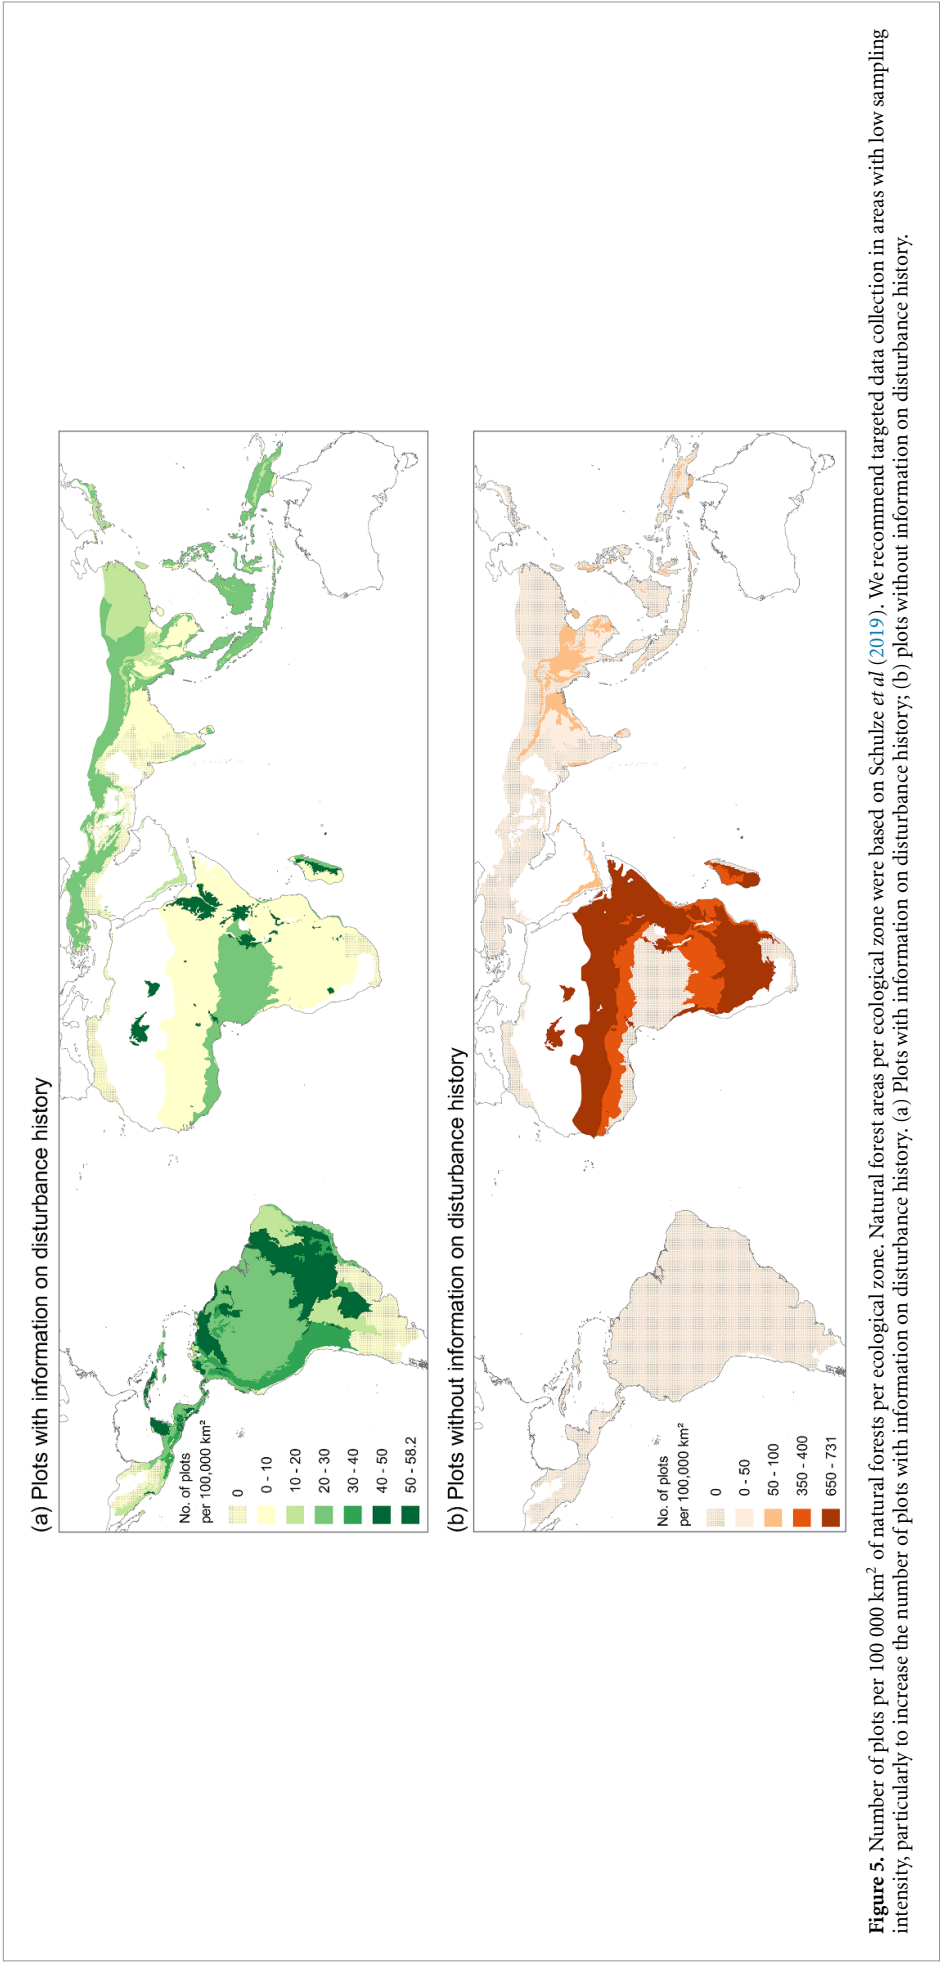 (a) Plots with information on disturbance history
No. of plots
per 100,000 km²
0
0 - 10
10 - 20
20 - 30
30 - 40
40 - 50
50 - 58.2
(b) Plots without information on disturbance history
No. of plots
per 100,000 km²
0
0 - 50
50 - 100
350 - 400
650 - 731
Figure 5. Number of plots per 100 000 km² of natural forests per ecological zone. Natural forest areas per ecological zone were based on Schulze et al (2019). We recommend targeted data collection in areas with low sampling
intensity, particularly to increase the number of plots with information on disturbance history. (a) Plots with information on disturbance history; (b) plots without information on disturbance history.